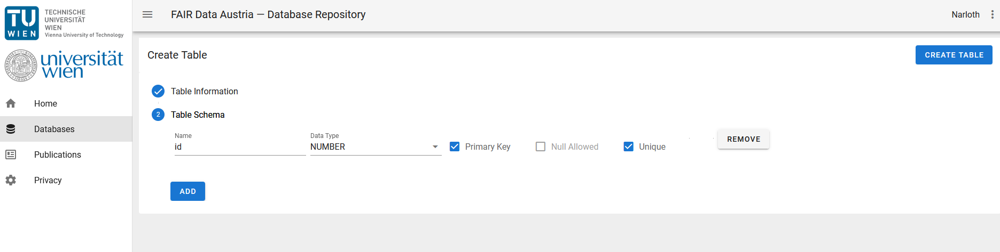 TU
WIEN
TECHNISCHE
UNIVERSITÄT
WIEN
Vienna University of Technology
universität
wien
Home
Databases
Publications
Privacy
FAIR Data Austria — Database Repository
Narloth
Create Table
CREATE TABLE
Table Information
2 Table Schema
Name
id
Data Type
NUMBER
Primary Key
Null Allowed
Unique
REMOVE
ADD